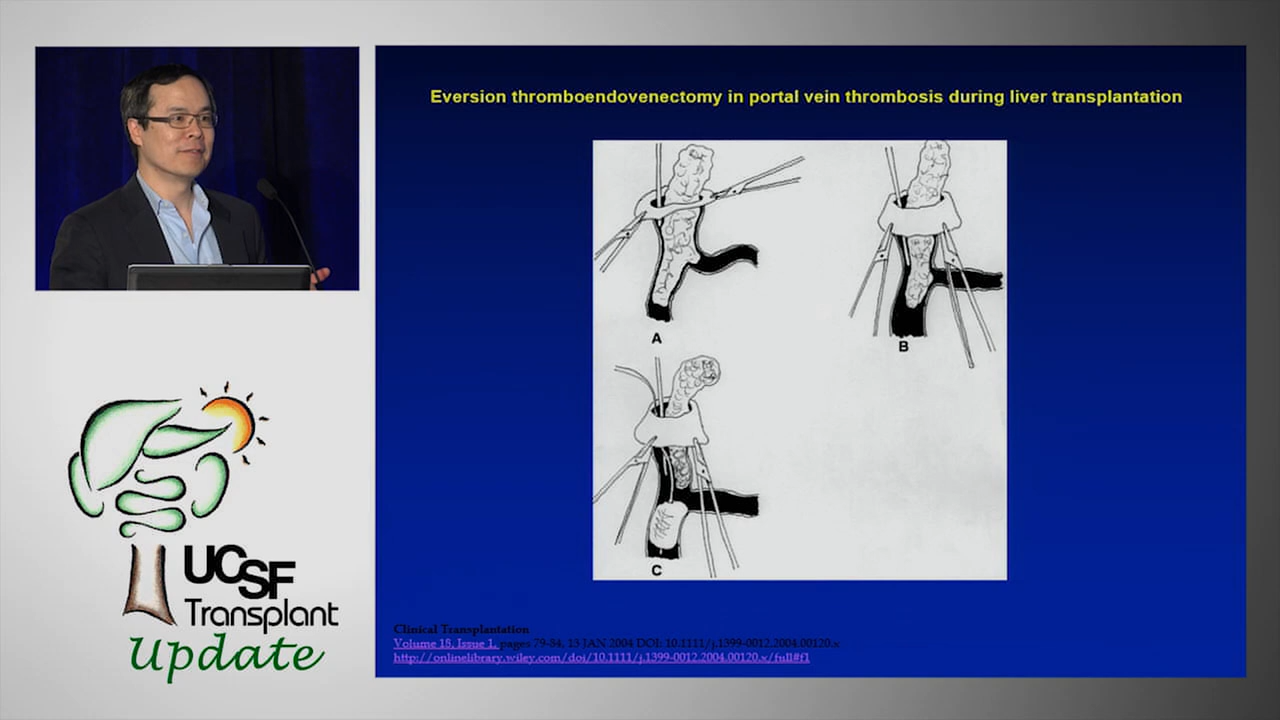 Eversion thromboendovenectomy in portal vein thrombosis during liver transplantation
A
B
C
UCSF
Transplant
Update
Clinical Transplantation
Volume 18, Issue 1, pages 79-84, 13 JAN 2004 DOI: 10.1111/j.1399-0012.2004.00120.x
http://onlinelibrary.wiley.com/doi/10.1111/j.1399-0012.2004.00120.x/full#f1